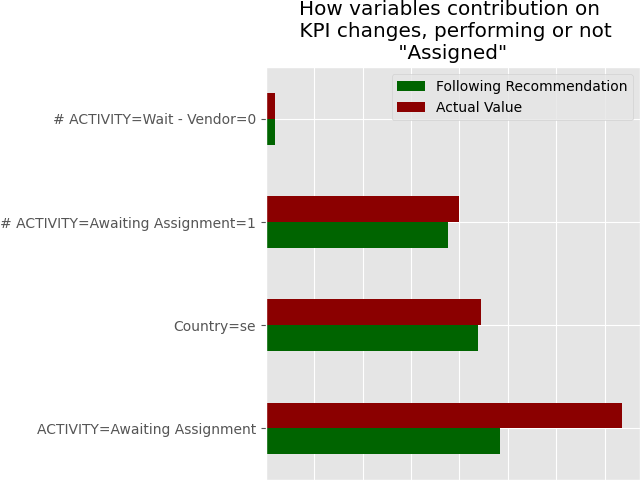 How variables contribution on
KPI changes, performing or not
"Assigned"
Following Recommendation
Actual Value
# ACTIVITY=Wait - Vendor=0
# ACTIVITY=Awaiting Assignment=1
Country=se
ACTIVITY=Awaiting Assignment